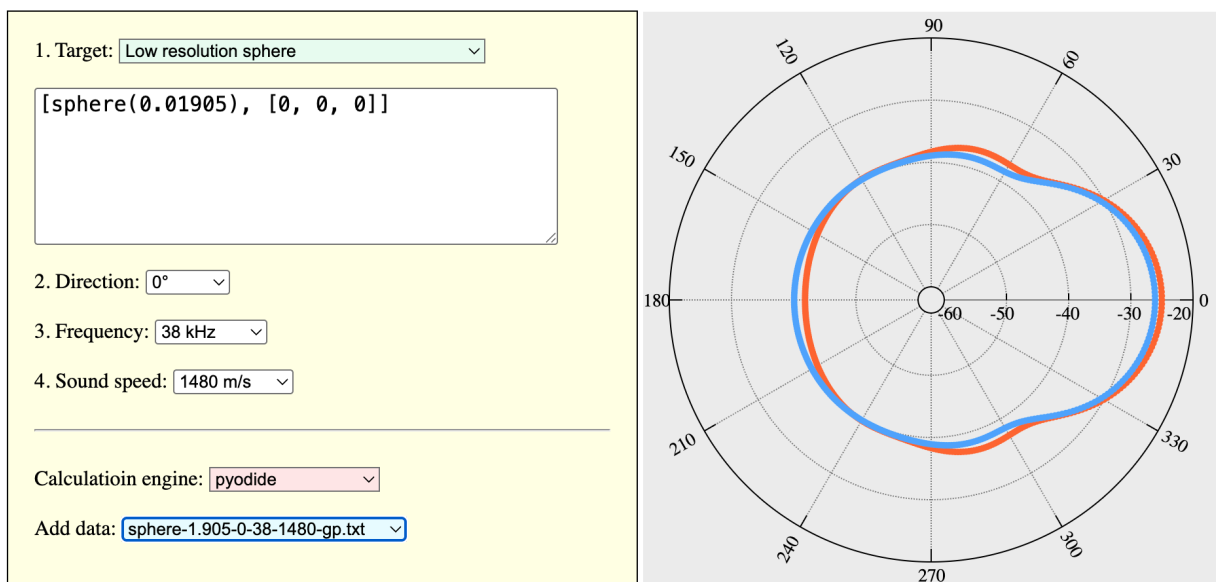 1. Target: Low resolution sphere
[sphere(0.01905), [0, 0, 0]]
2. Direction: 0°
3. Frequency: 38 kHz
4. Sound speed: 1480 m/s
Calculatioin engine: pyodide
Add data: sphere-1.905-0-38-1480-gp.txt
90
120
60
150
30
180
-60
-50
-40
-30
-20
0
210
330
240
300
270